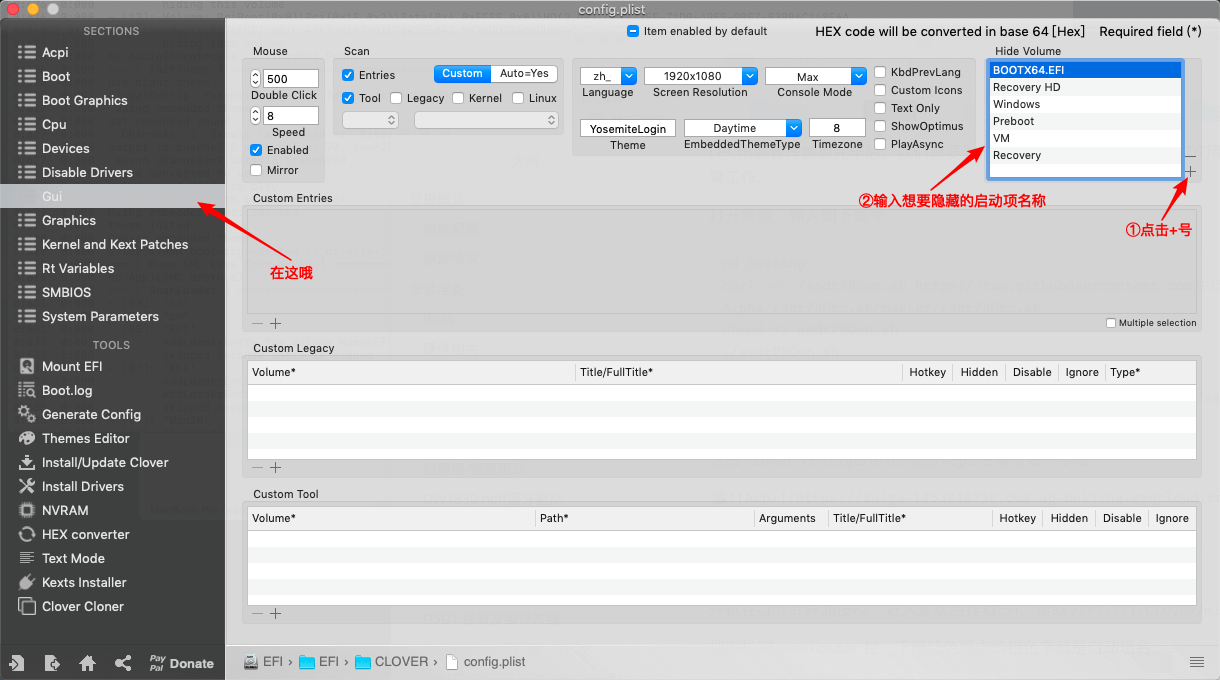 config.plist
SECTIONS
Acpi
Boot
Boot Graphics
Cpu
Devices
Disable Drivers
Gui
Graphics
Kernel and Kext Patches
Rt Variables
SMBIOS
System Parameters
TOOLS
Mount EFI
Boot.log
Generate Config
Themes Editor
Install/Update Clover
Install Drivers
NVRAM
HEX converter
Text Mode
Kexts Installer
Clover Cloner
Pay
Pal Donate
Item enabled by default HEX code will be converted in base 64 [Hex] Required field (*)
Mouse
500
Double Click
8
Speed
Enabled
Mirror
Scan
Entries Custom Auto=Yes
Tool Legacy Kernel Linux
zh_ 1920x1080 Max
Language Screen Resolution Console Mode
YosemiteLogin Daytime 8
Theme EmbeddedThemeType Timezone
KbdPrevLang
Custom Icons
Text Only
ShowOptimus
PlayAsync
Hide Volume
BOOTX64.EFI
Recovery HD
Windows
Preboot
VM
Recovery
②输入想要隐藏的启动项名称
①点击+号
在这哦
Custom Entries
Multiple selection
Custom Legacy
Volume* Title/FullTitle* Hotkey Hidden Disable Ignore Type*
Custom Tool
Volume* Path* Arguments Title/FullTitle* Hotkey Hidden Disable Ignore
EFI › EFI › CLOVER › config.plist